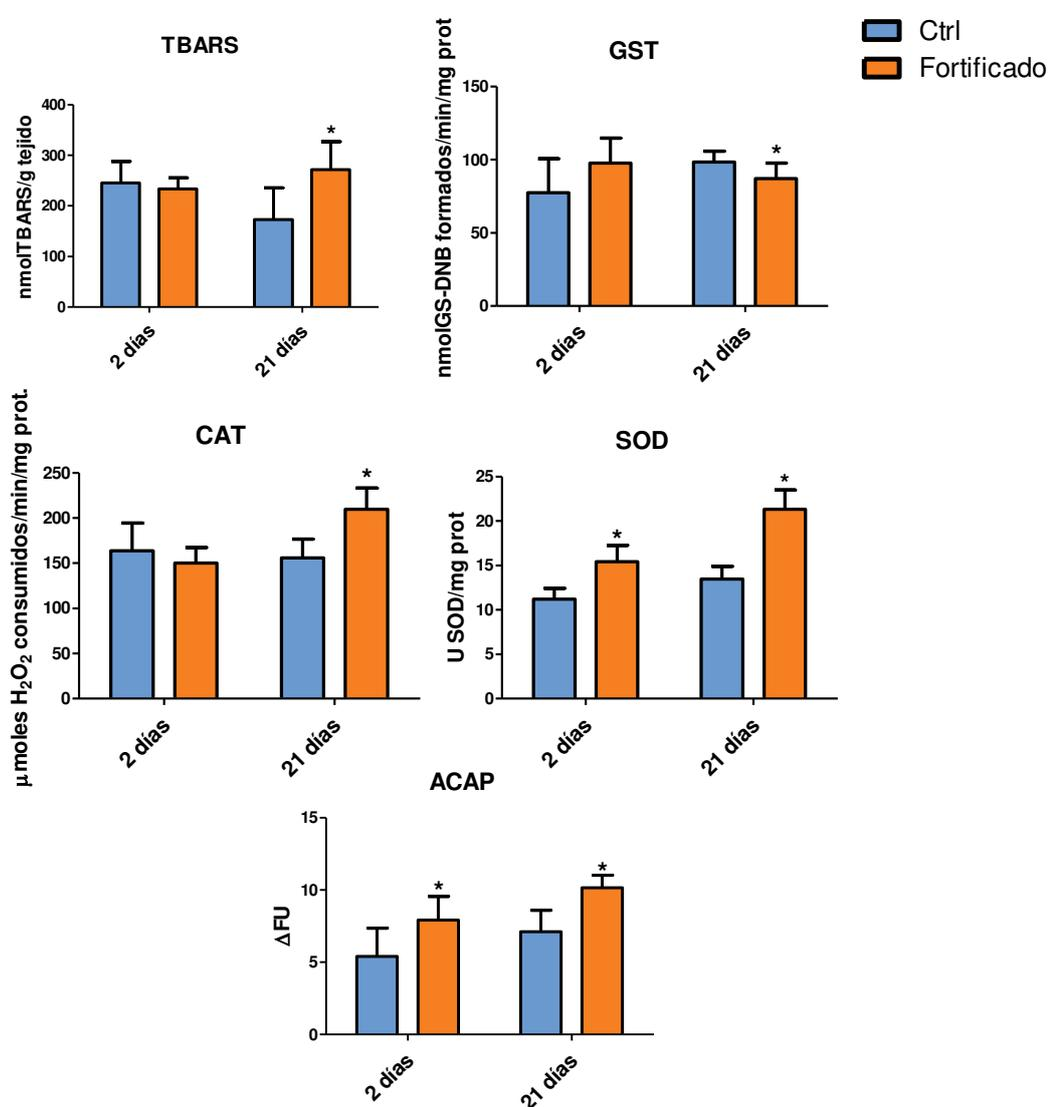 Ctrl
Fortificado
TBARS
nmolTBARS/g tejido
400
300
200
100
0
*
2 días
21 días
GST
nmolGS-DNB formados/min/mg prot
150
100
50
0
*
2 días
21 días
CAT
µmoles H₂O₂ consumidos/min/mg prot.
250
200
150
100
50
0
*
2 días
21 días
SOD
U SOD/mg prot
25
20
15
10
5
0
*
*
2 días
21 días
ACAP
ΔFU
15
10
5
0
*
*
2 días
21 días